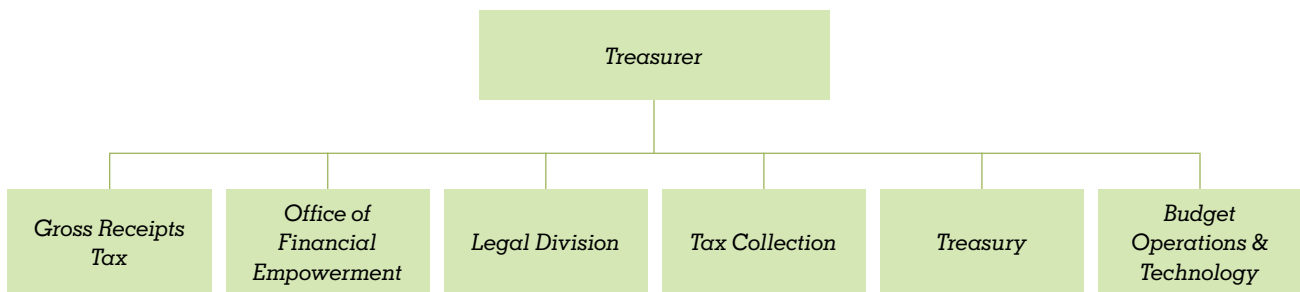 Treasurer
Gross Receipts
Tax
Office of
Financial
Empowerment
Legal Division
Tax Collection
Treasury
Budget
Operations &
Technology